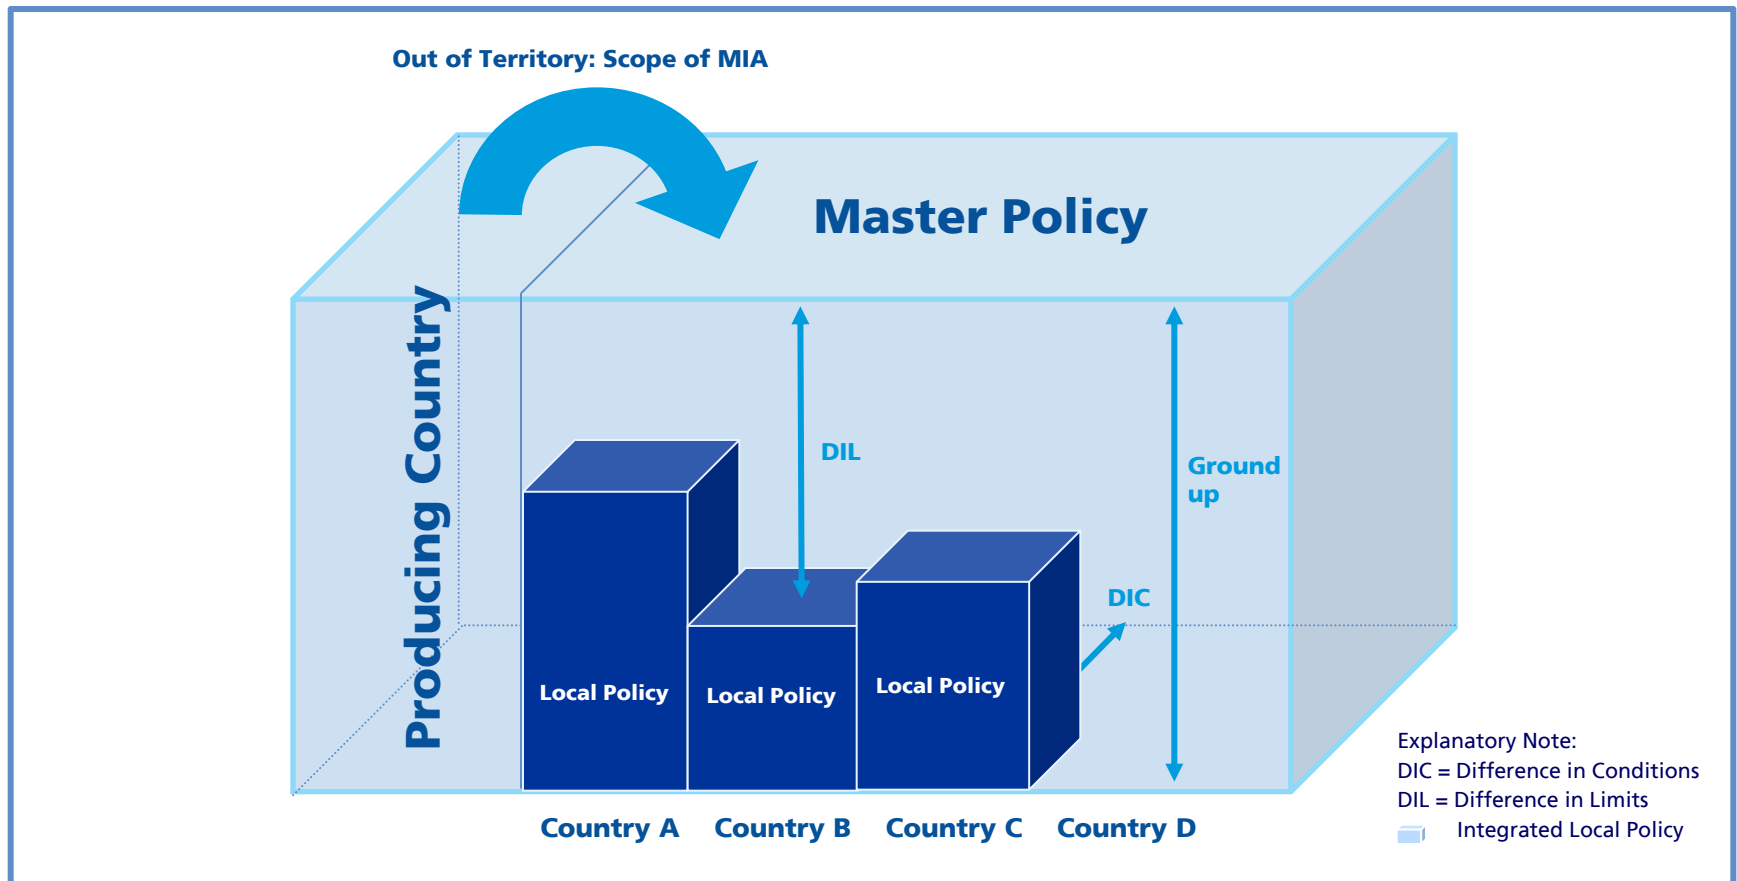 Out of Territory: Scope of MIA
Master Policy
Producing Country
DIL
Ground
up
DIC
Local Policy
Local Policy
Local Policy
Country A
Country B
Country C
Country D
Explanatory Note:
DIC = Difference in Conditions
DIL = Difference in Limits
Integrated Local Policy